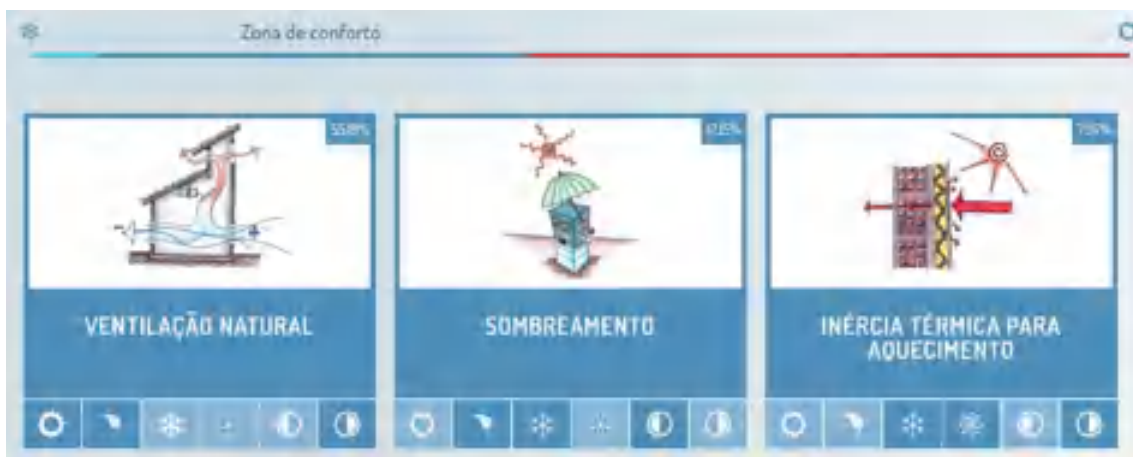 Zona de conforto
VENTILAÇÃO NATURAL
SOMBREAMENTO
INÉRCIA TÉRMICA PARA
AQUECIMENTO